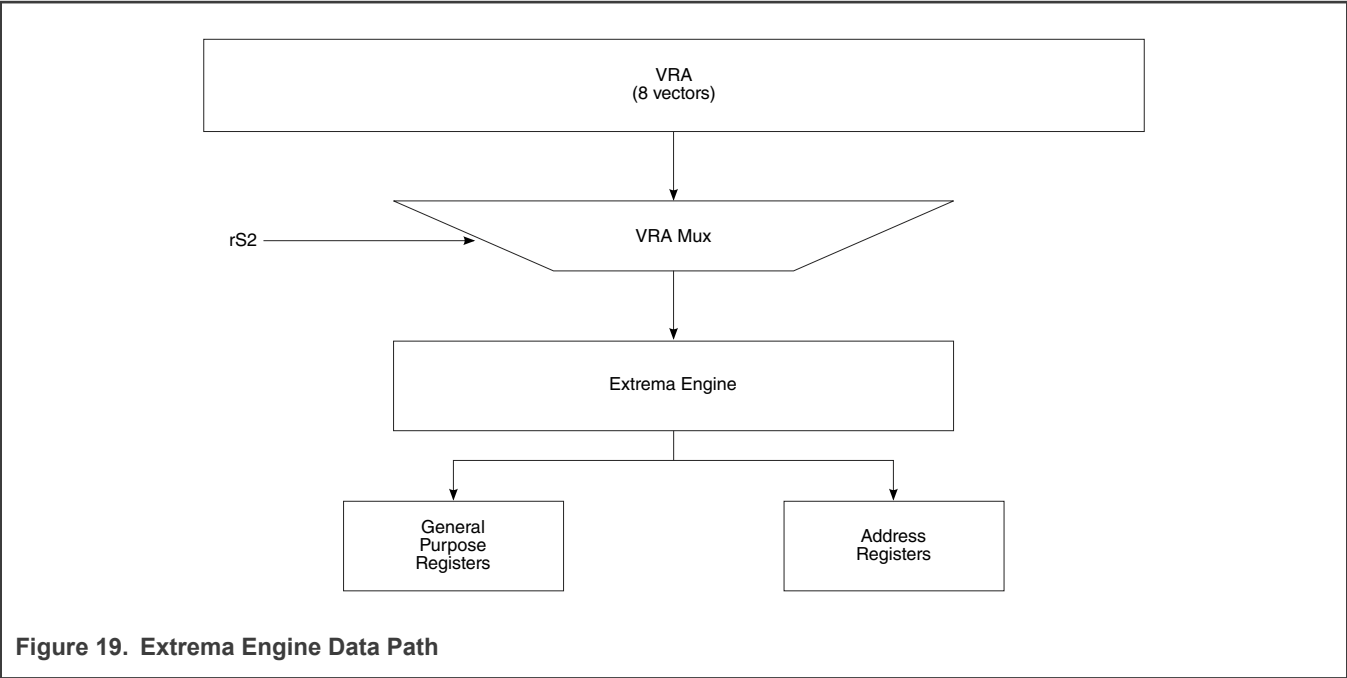 VRA
(8 vectors)
VRA Mux
rS2
Extrema Engine
General
Purpose
Registers
Address
Registers
Figure 19. Extrema Engine Data Path